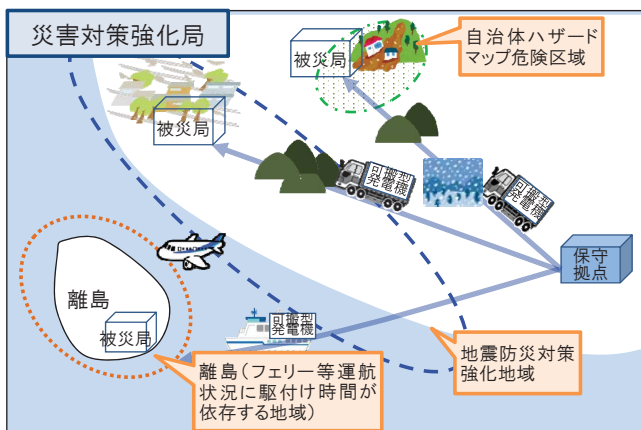 災害対策強化局
被災局
自治体ハザード
マップ危険区域
被災局
可搬型
発電機
可搬型
発電機
保守
拠点
離島
被災局
可搬型
発電機
地震防災対策
強化地域
離島(フェリー等運航
状況に駆付け時間が
依存する地域)